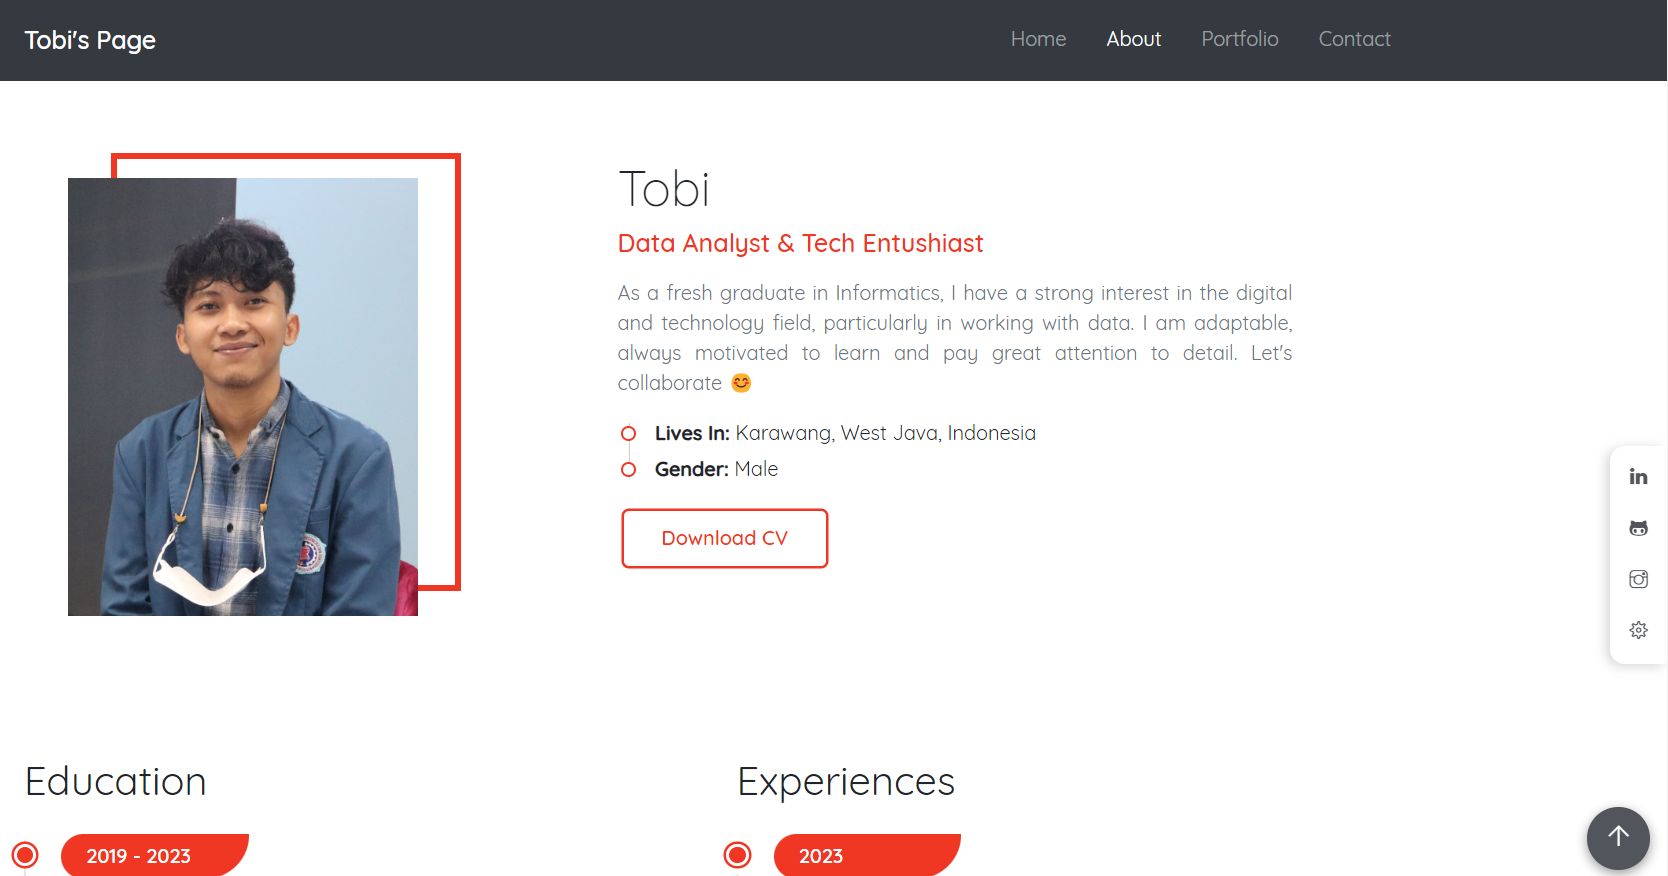 Tobi's Page
Home
About
Portfolio
Contact
Tobi
Data Analyst & Tech Entushiast
As a fresh graduate in Informatics, I have a strong interest in the digital
and technology field, particularly in working with data. I am adaptable,
always motivated to learn and pay great attention to detail. Let's
collaborate 😊
Lives In: Karawang, West Java, Indonesia
Gender: Male
Download CV
in
Education
Experiences
2019 - 2023
2023